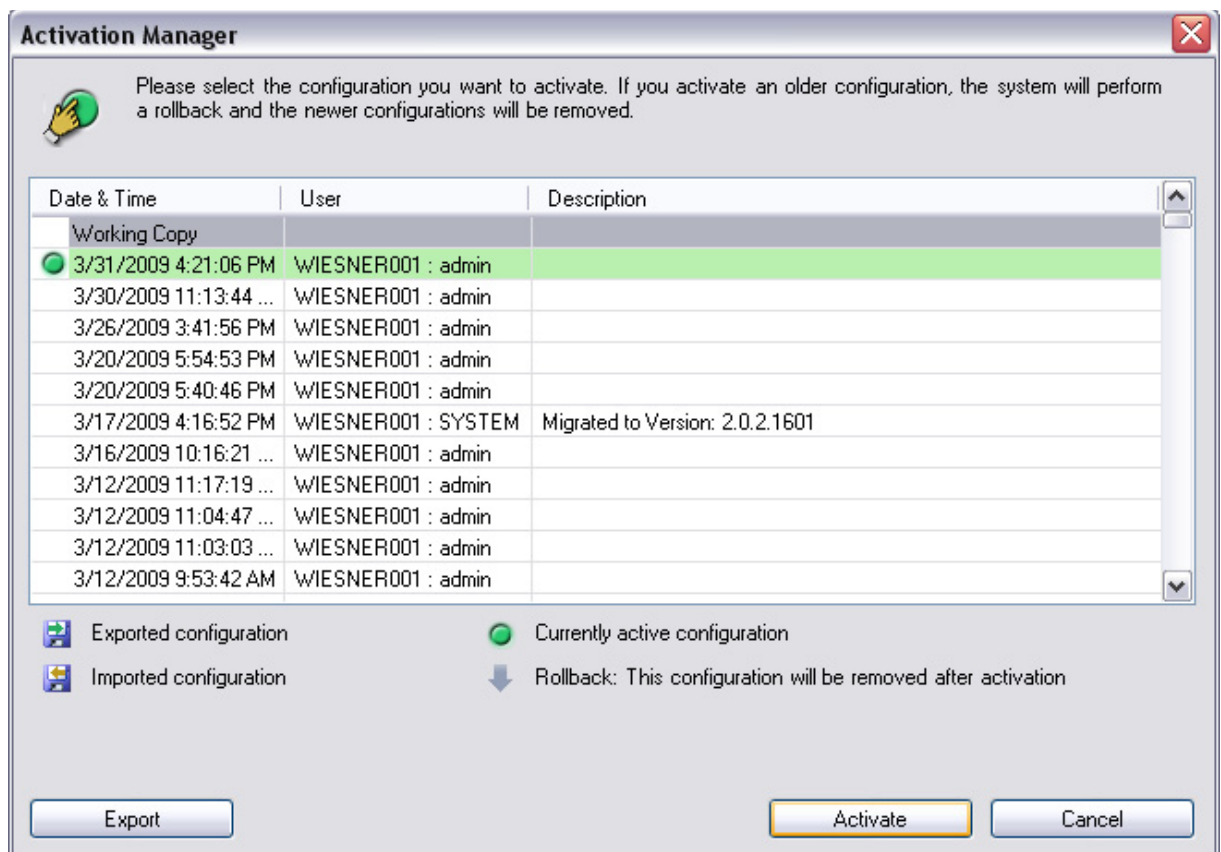 Activation Manager
Please select the configuration you want to activate. If you activate an older configuration, the system will perform
a rollback and the newer configurations will be removed.
Date & Time User Description
Working Copy
3/31/2009 4:21:06 PM WIESNER001 : admin
3/30/2009 11:13:44 ... WIESNER001 : admin
3/26/2009 3:41:56 PM WIESNER001 : admin
3/20/2009 5:54:53 PM WIESNER001 : admin
3/20/2009 5:40:46 PM WIESNER001 : admin
3/17/2009 4:16:52 PM WIESNER001 : SYSTEM Migrated to Version: 2.0.2.1601
3/16/2009 10:16:21 ... WIESNER001 : admin
3/12/2009 11:17:19 ... WIESNER001 : admin
3/12/2009 11:04:47 ... WIESNER001 : admin
3/12/2009 11:03:03 ... WIESNER001 : admin
3/12/2009 9:53:42 AM WIESNER001 : admin
Exported configuration Currently active configuration
Imported configuration Rollback: This configuration will be removed after activation
Export Activate Cancel